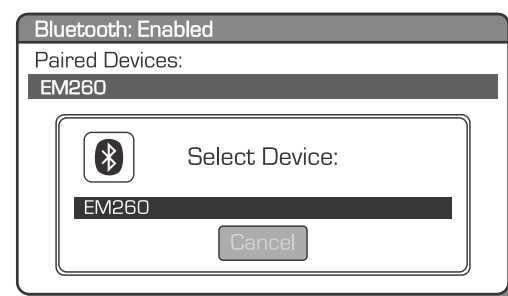 Bluetooth: Enabled
Paired Devices:
EM260
Select Device:
EM260
Cancel